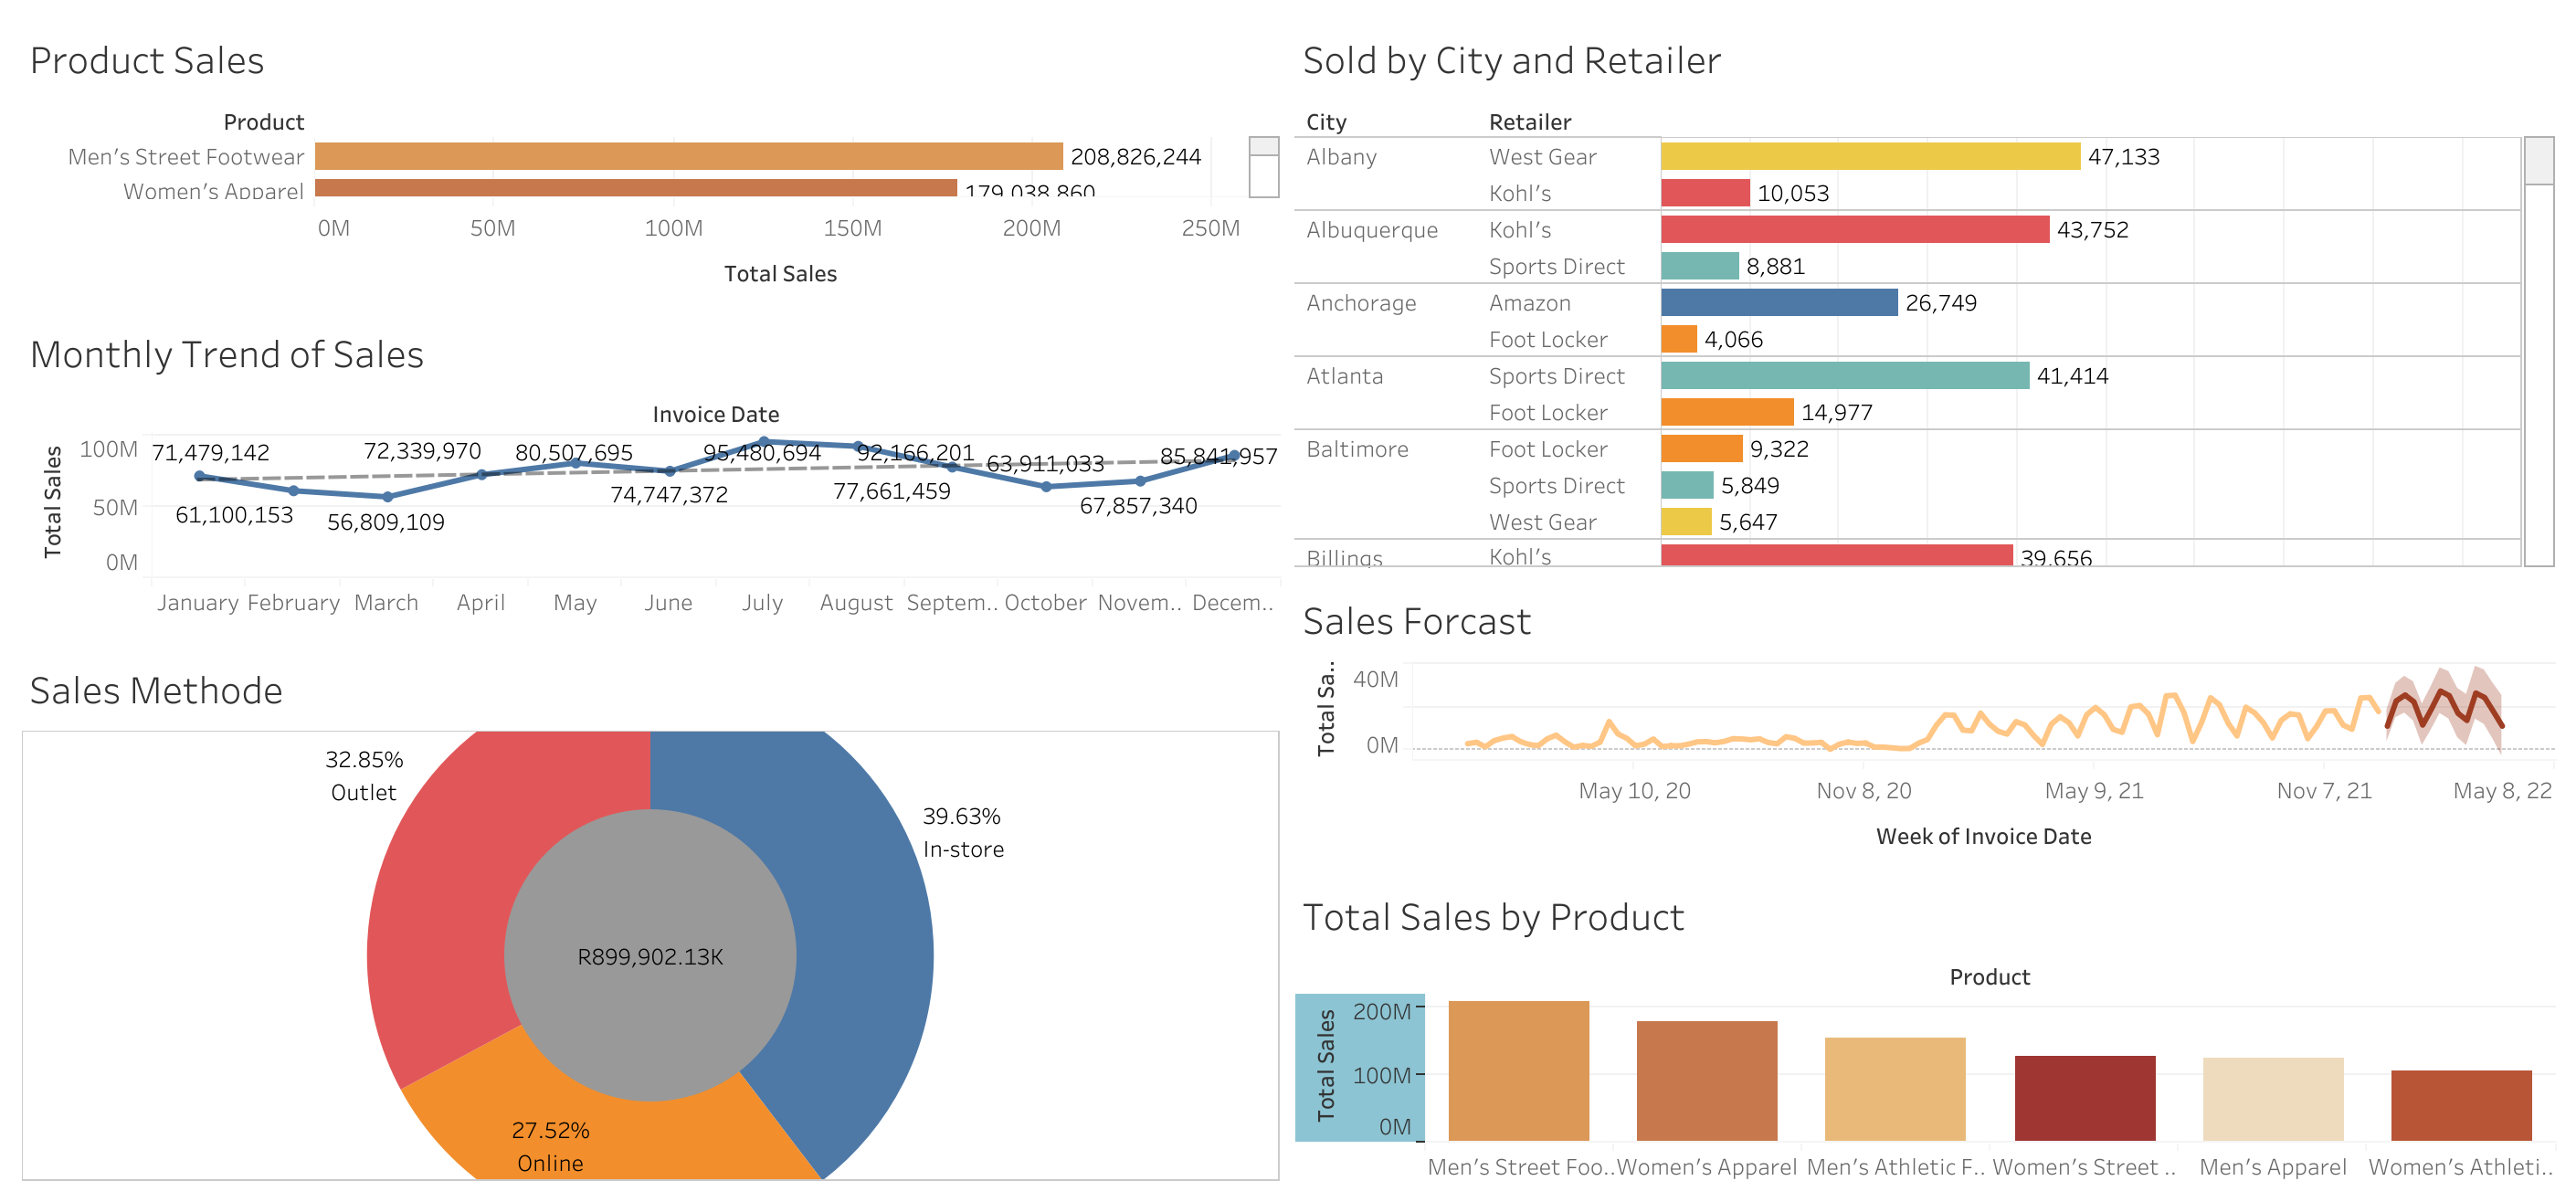 Product Sales
Product
Men's Street Footwear 208,826,244
Women's Apparel 179,038,860
0M 50M 100M 150M 200M 250M
Total Sales
Monthly Trend of Sales
Invoice Date
Total Sales
100M
50M
0M
71,479,142 72,339,970 80,507,695 95,480,694 92,166,201 63,911,033 85,841,957
61,100,153 56,809,109 74,747,372 77,661,459 67,857,340
January February March April May June July August Septem.. October Novem.. Decem..
Sales Methode
32.85%
Outlet
39.63%
In-store
R899,902.13K
27.52%
Online
Sold by City and Retailer
City Retailer
Albany West Gear 47,133
Kohl's 10,053
Albuquerque Kohl's 43,752
Sports Direct 8,881
Anchorage Amazon 26,749
Foot Locker 4,066
Atlanta Sports Direct 41,414
Foot Locker 14,977
Baltimore Foot Locker 9,322
Sports Direct 5,849
West Gear 5,647
Billings Kohl's 39,656
Sales Forcast
Total Sa..
40M
0M
May 10, 20 Nov 8, 20 May 9, 21 Nov 7, 21 May 8, 22
Week of Invoice Date
Total Sales by Product
Product
Total Sales
200M
100M
0M
Men's Street Foo.. Women's Apparel Men's Athletic F.. Women's Street .. Men's Apparel Women's Athleti..